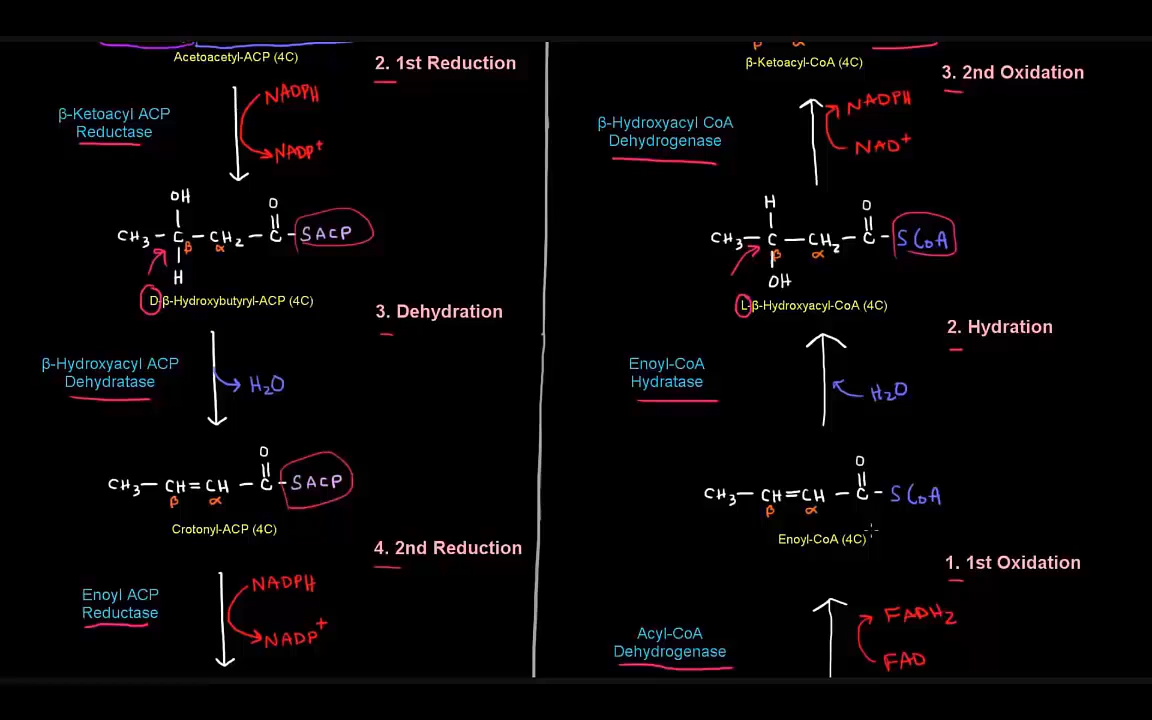 Acetoacetyl-ACP (4C)
2. 1st Reduction
β-Ketoacyl ACP
Reductase
NADPH
NADP+
OH
O
CH3 – C – CH2 – C – SACP
β α
H
D-β-Hydroxybutyryl-ACP (4C)
3. Dehydration
β-Hydroxyacyl ACP
Dehydratase
H2O
O
CH3 – CH = CH – C – SACP
β α
Crotonyl-ACP (4C)
4. 2nd Reduction
Enoyl ACP
Reductase
NADPH
NADP+
β α
β-Ketoacyl-CoA (4C)
3. 2nd Oxidation
β-Hydroxyacyl CoA
Dehydrogenase
NADPH
NAD+
H
O
CH3 – C – CH2 – C – SCoA
β α
OH
L-β-Hydroxyacyl-CoA (4C)
2. Hydration
Enoyl-CoA
Hydratase
H2O
O
CH3 – CH = CH – C – SCoA
β α
Enoyl-CoA (4C)
1. 1st Oxidation
Acyl-CoA
Dehydrogenase
FADH2
FAD